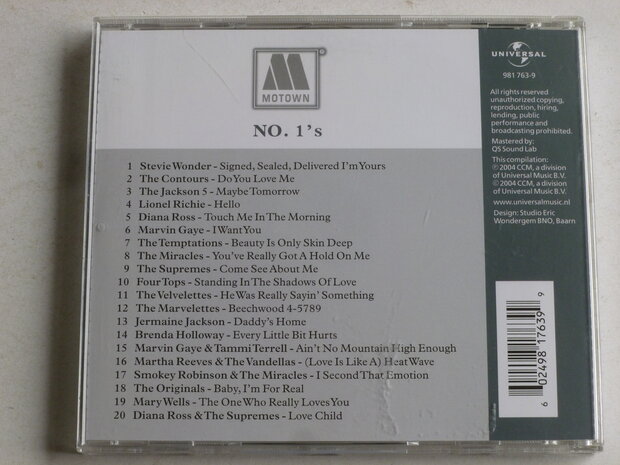 MOTOWN
NO. 1's
1 Stevie Wonder - Signed, Sealed, Delivered I'm Yours
2 The Contours - Do You Love Me
3 The Jackson 5 - Maybe Tomorrow
4 Lionel Richie - Hello
5 Diana Ross - Touch Me In The Morning
6 Marvin Gaye - I Want You
7 The Temptations - Beauty Is Only Skin Deep
8 The Miracles - You've Really Got A Hold On Me
9 The Supremes - Come See About Me
10 Four Tops - Standing In The Shadows Of Love
11 The Velvelettes - He Was Really Sayin' Something
12 The Marvelettes - Beechwood 4-5789
13 Jermaine Jackson - Daddy's Home
14 Brenda Holloway - Every Little Bit Hurts
15 Marvin Gaye & Tammi Terrell - Ain't No Mountain High Enough
16 Martha Reeves & The Vandellas - (Love Is Like A) Heat Wave
17 Smokey Robinson & The Miracles - I Second That Emotion
18 The Originals - Baby, I'm For Real
19 Mary Wells - The One Who Really Loves You
20 Diana Ross & The Supremes - Love Child
UNIVERSAL
981 763-9
All rights reserved
unauthorized copying,
reproduction, hiring,
lending, public
performance and
broadcasting prohibited.
Mastered by:
QS Sound Lab
This compilation:
℗ 2004 CCM, a division
of Universal Music B.V.
© 2004 CCM, a division
of Universal Music B.V.
www.universalmusic.nl
Design: Studio Eric
Wondergem BNO, Baarn
6 02498 17639 9